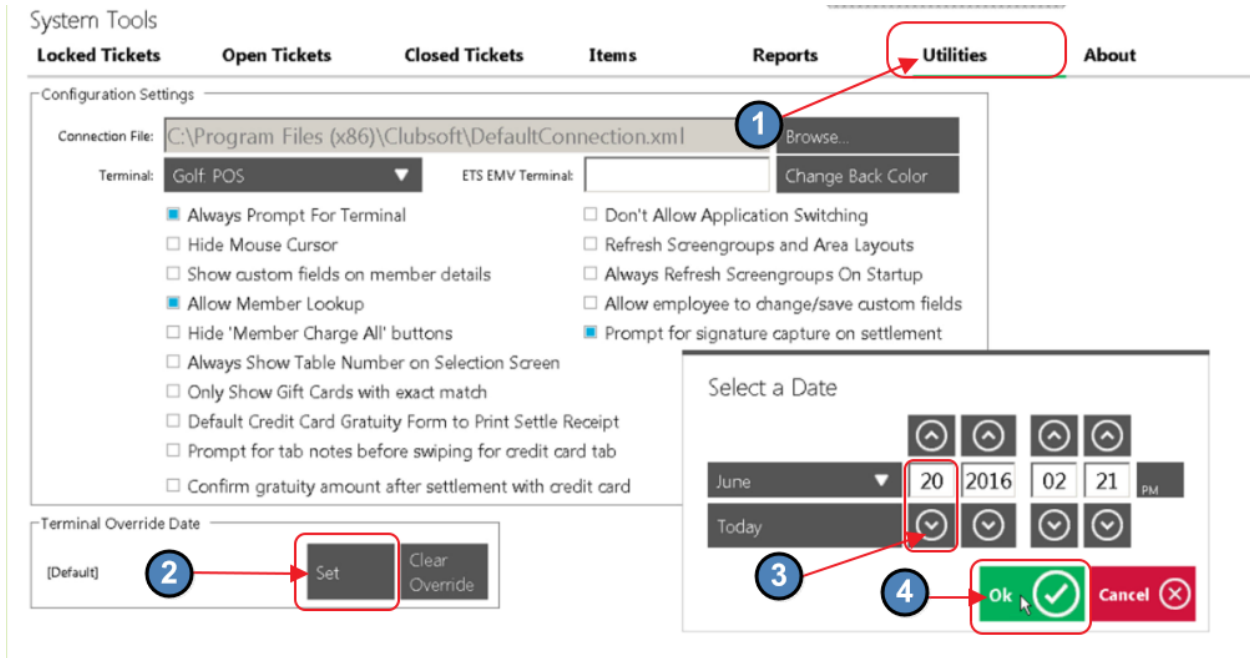 System Tools
Locked Tickets Open Tickets Closed Tickets Items Reports Utilities About
Configuration Settings
1
Connection File: C:\Program Files (x86)\Clubsoft\DefaultConnection.xml Browse...
Terminal: Golf: POS ETS EMV Terminal: Change Back Color
Always Prompt For Terminal Don't Allow Application Switching
Hide Mouse Cursor Refresh Screengroups and Area Layouts
Show custom fields on member details Always Refresh Screengroups On Startup
Allow Member Lookup Allow employee to change/save custom fields
Hide 'Member Charge All' buttons Prompt for signature capture on settlement
Always Show Table Number on Selection Screen
Only Show Gift Cards with exact match
Default Credit Card Gratuity Form to Print Settle Receipt
Prompt for tab notes before swiping for credit card tab
Confirm gratuity amount after settlement with credit card
Select a Date
June 20 2016 02 21 PM
Today
3
4
Ok Cancel
Terminal Override Date
[Default] 2 Set Clear
Override